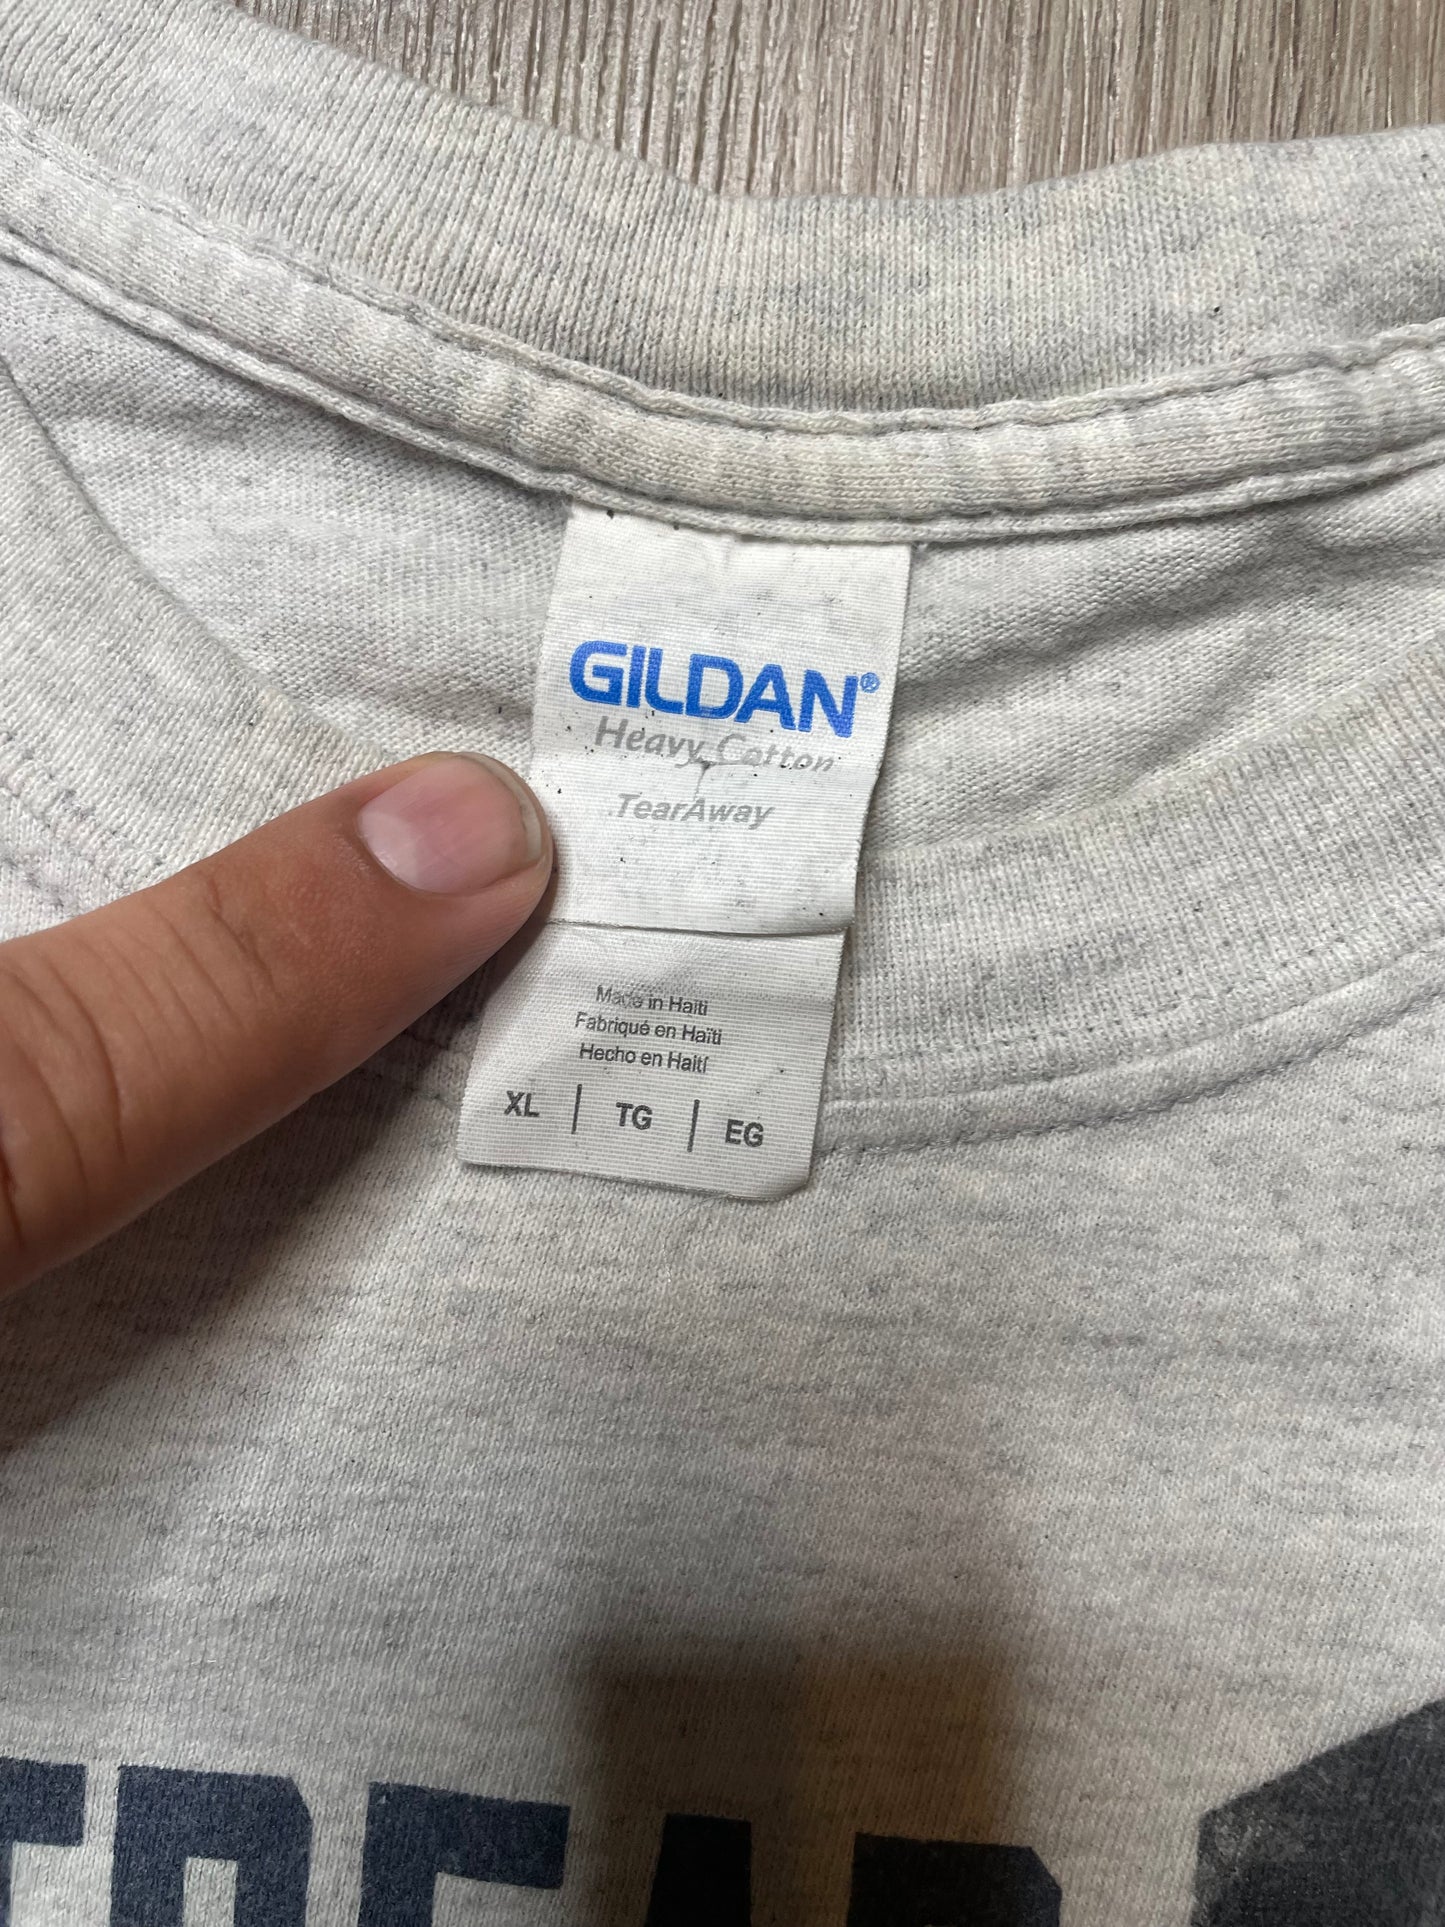 GILDAN®
Heavy Cotton
TearAway
Made in Haiti
Fabriqué en Haïti
Hecho en Haití
XL | TG | EG